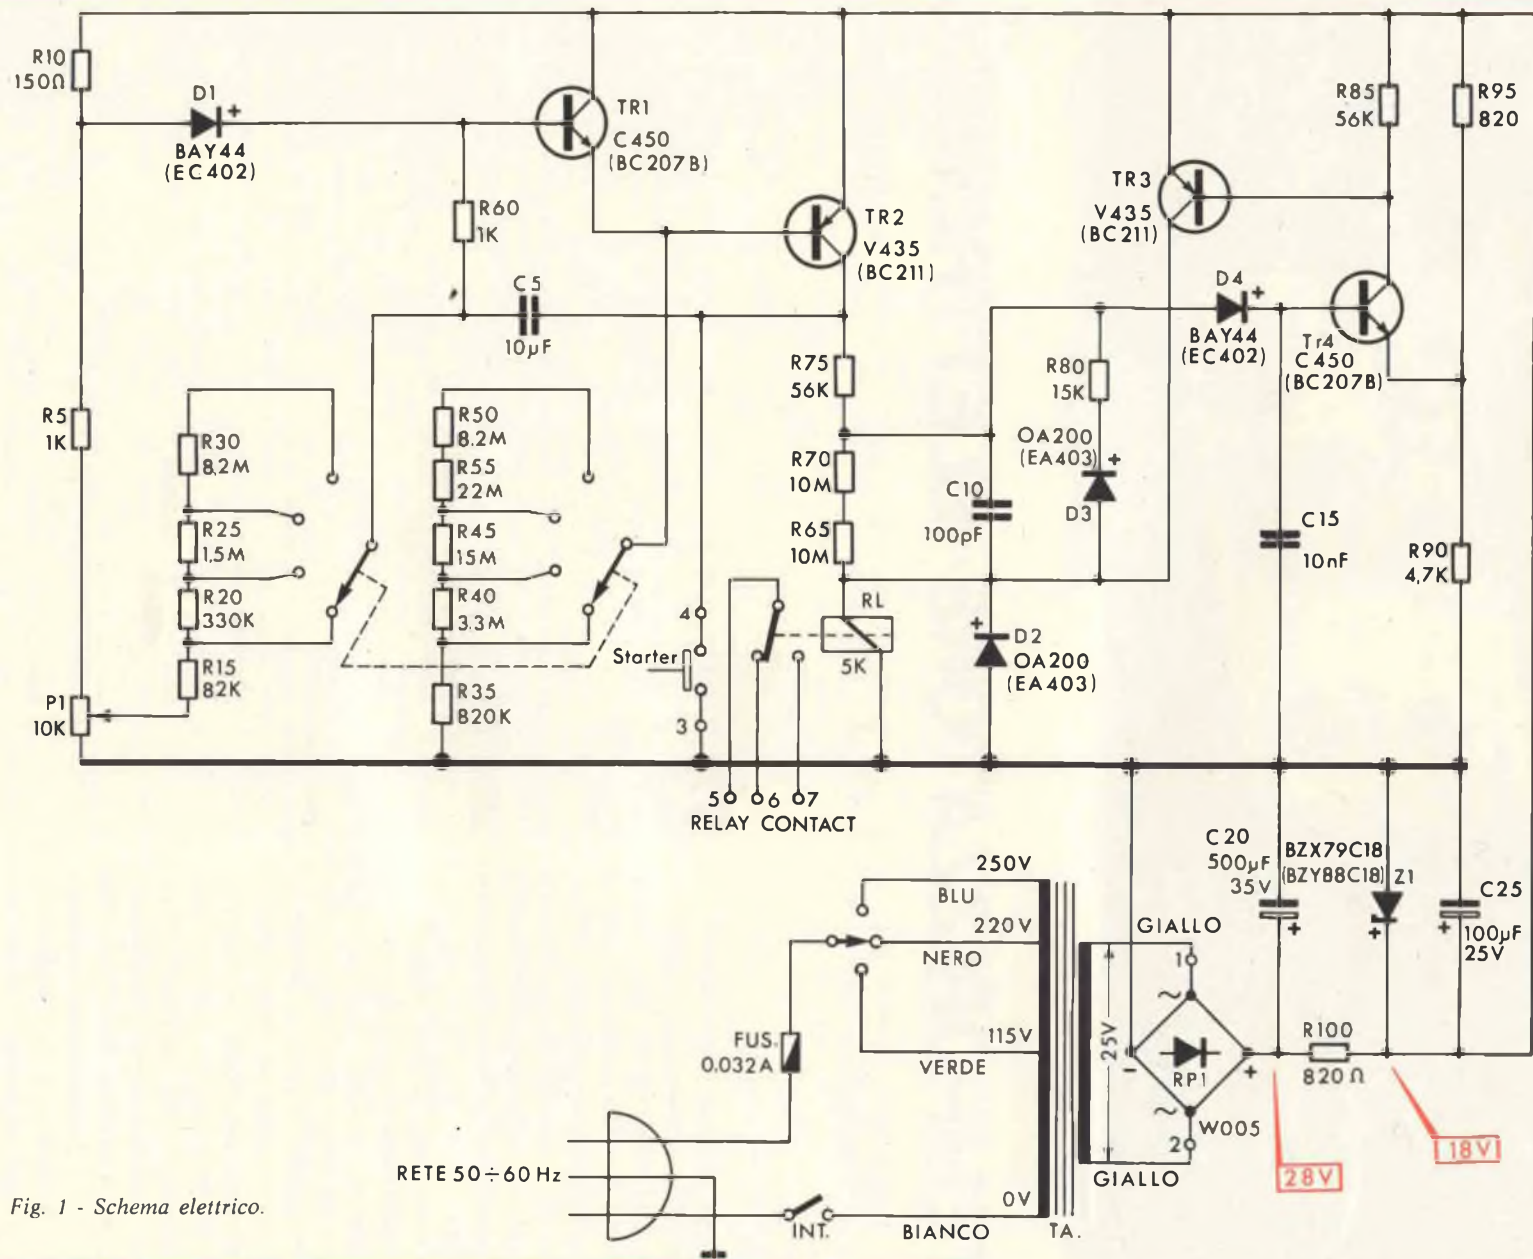 R10
150Ω
D1
+
BAY44
(EC402)
TR1
C450
(BC207B)
R60
1K
C5
10µF
TR2
V435
(BC211)
TR3
V435
(BC211)
R85
56K
R95
820
D4
+
BAY44
(EC402)
Tr4
C450
(BC207B)
R5
1K
R30
8,2M
R25
1,5M
R20
330K
R15
82K
P1
10K
R50
8.2M
R55
22M
R45
15M
R40
3.3M
R35
820K
R75
56K
R70
10M
R65
10M
R80
15K
OA200
(EA403)
+
D3
C10
100pF
C15
10nF
R90
4,7K
4
Starter
3
RL
5K
+
D2
OA200
(EA403)
5 6 7
RELAY CONTACT
250V
BLU
220V
NERO
115V
VERDE
0V
BIANCO
TA.
FUS.
0.032A
RETE 50÷60 Hz
INT.
GIALLO
1
25V
~
-
RP1
+
~
W005
2
GIALLO
C20
500µF
35V
+
BZX79C18
(BZY88C18)
Z1
+
C25
+
100µF
25V
R100
820Ω
28V
18V
Fig. 1 - Schema elettrico.